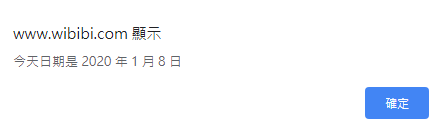 www.wibibi.com 顯示
今天日期是 2020 年 1 月 8 日
確定